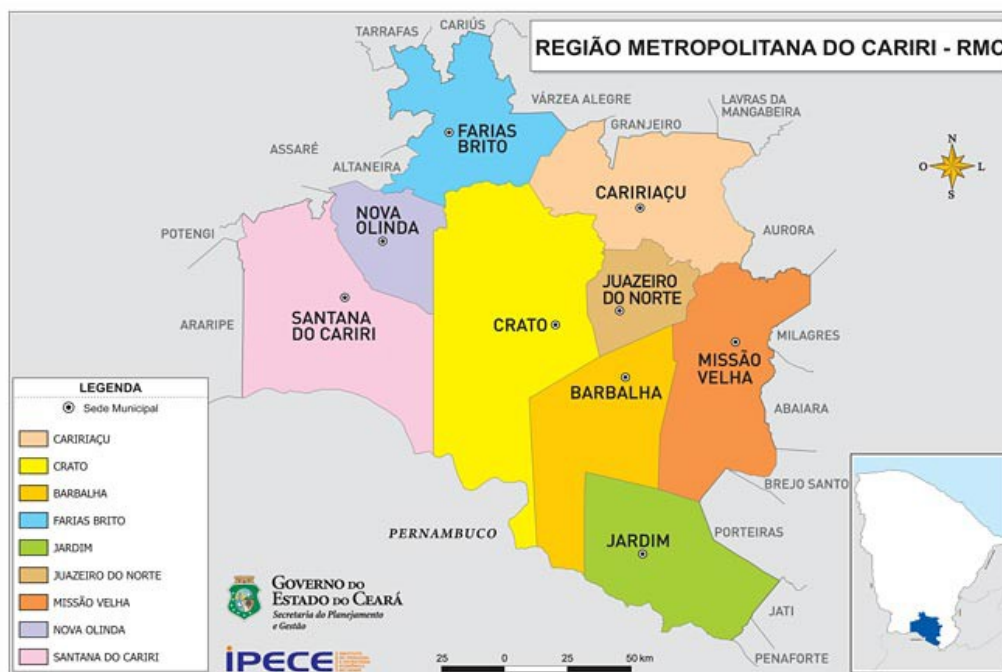 REGIÃO METROPOLITANA DO CARIRI - RMC
TARRAFAS
CARIÚS
VÁRZEA ALEGRE
GRANJEIRO
LAVRAS DA
MANGABEIRA
FARIAS
BRITO
ASSARÉ
ALTANEIRA
N
O
L
S
CARIRIAÇU
NOVA
OLINDA
POTENGI
AURORA
JUAZEIRO
DO NORTE
SANTANA
DO CARIRI
ARARIPE
CRATO
MILAGRES
MISSÃO
VELHA
BARBALHA
ABAIARA
BREJO SANTO
PERNAMBUCO
PORTEIRAS
JARDIM
JATI
PENAFORTE
LEGENDA
Sede Municipal
CARIRIAÇU
CRATO
BARBALHA
FARIAS BRITO
JARDIM
JUAZEIRO DO NORTE
MISSÃO VELHA
NOVA OLINDA
SANTANA DO CARIRI
GOVERNO DO
ESTADO DO CEARÁ
Secretaria do Planejamento
e Gestão
IPECE
25 0 25 50 km